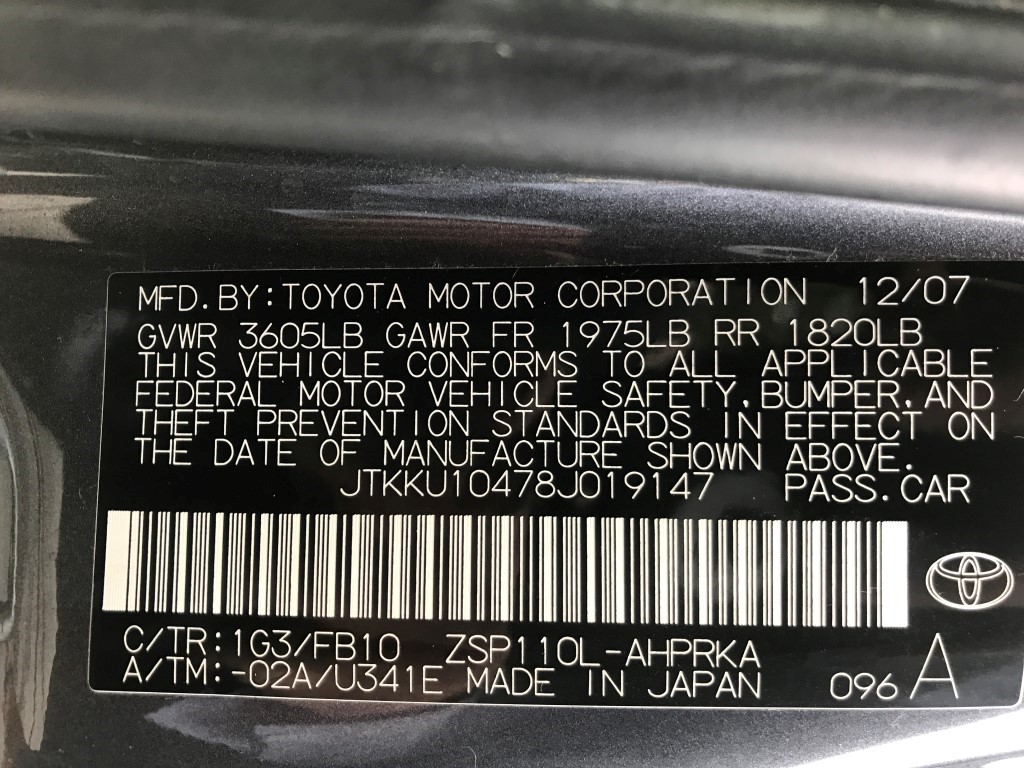 MFD.BY:TOYOTA MOTOR CORPORATION 12/07
GVWR 3605LB GAWR FR 1975LB RR 1820LB
THIS VEHICLE CONFORMS TO ALL APPLICABLE
FEDERAL MOTOR VEHICLE SAFETY,BUMPER,AND
THEFT PREVENTION STANDARDS IN EFFECT ON
THE DATE OF MANUFACTURE SHOWN ABOVE.
JTKKU10478J019147 PASS.CAR
C/TR:1G3/FB10 ZSP110L-AHPRKA
A/TM:-02A/U341E MADE IN JAPAN 096 A